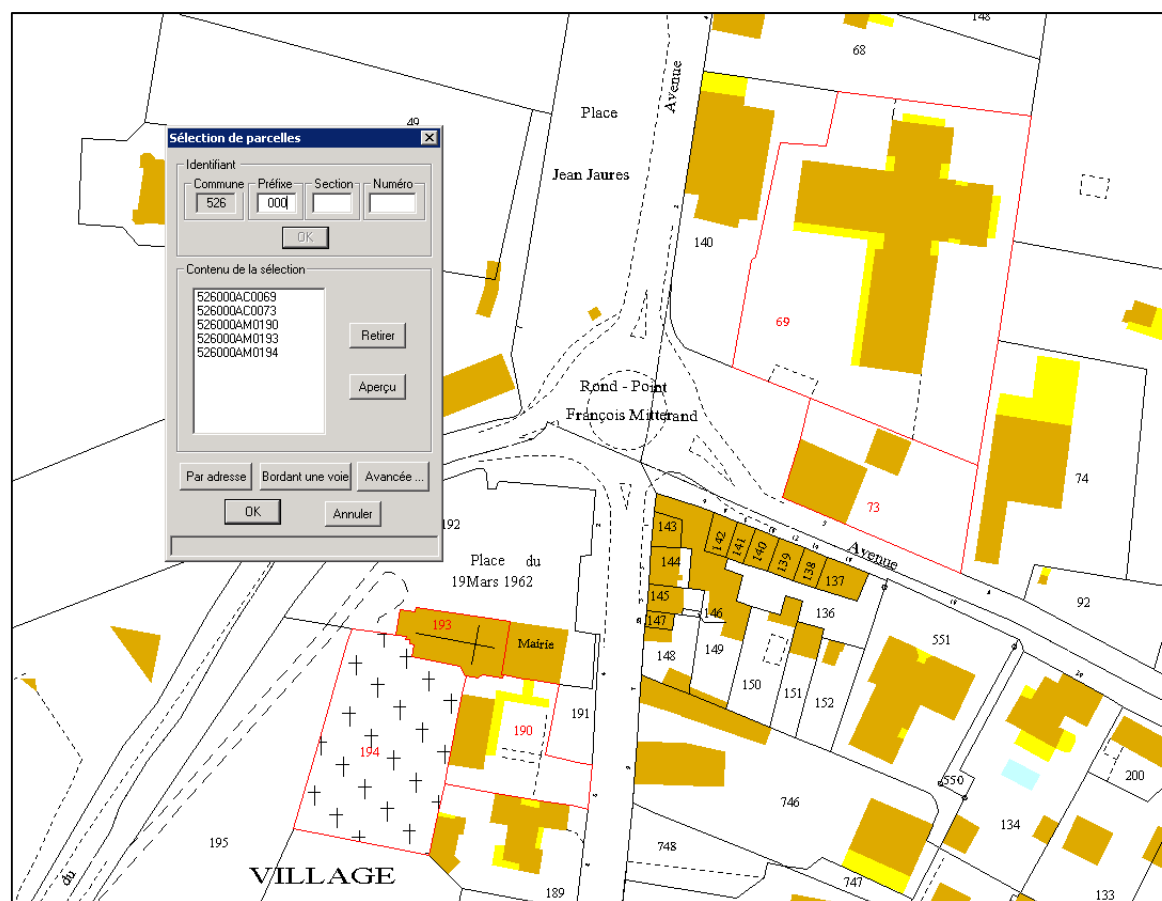 148
68
49
Place
Avenue
Jean Jaures
140
69
Rond - Point
François Mitterand
74
73
Avenue
92
Sélection de parcelles
Identifiant
Commune
Préfixe
Section
Numéro
526
000
OK
Contenu de la sélection
526000AC0069
526000AC0073
526000AM0190
526000AM0193
526000AM0194
Retirer
Aperçu
Par adresse
Bordant une voie
Avancée ...
OK
Annuler
192
Place du
19Mars 1962
193
Mairie
194
190
191
143
142
141
140
139
138
137
144
145
146
147
136
148
149
150
151
152
551
550
200
134
746
195
VILLAGE
748
747
189
133
du